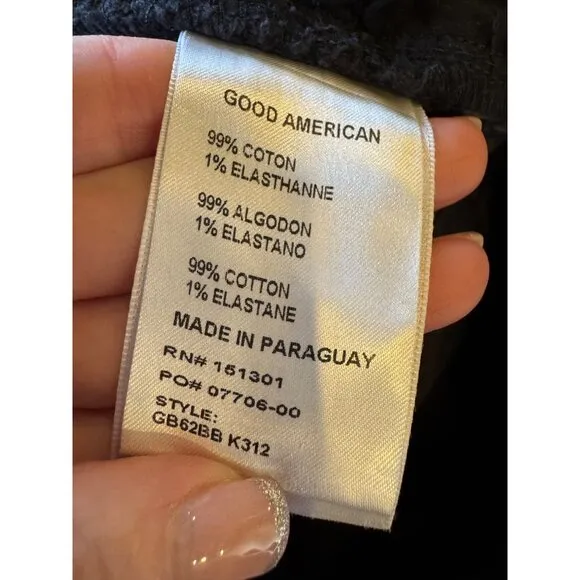 GOOD AMERICAN
99% COTON
1% ELASTHANNE
99% ALGODON
1% ELASTANO
99% COTTON
1% ELASTANE
MADE IN PARAGUAY
RN# 151301
PO# 07706-00
STYLE:
GB62BB K312